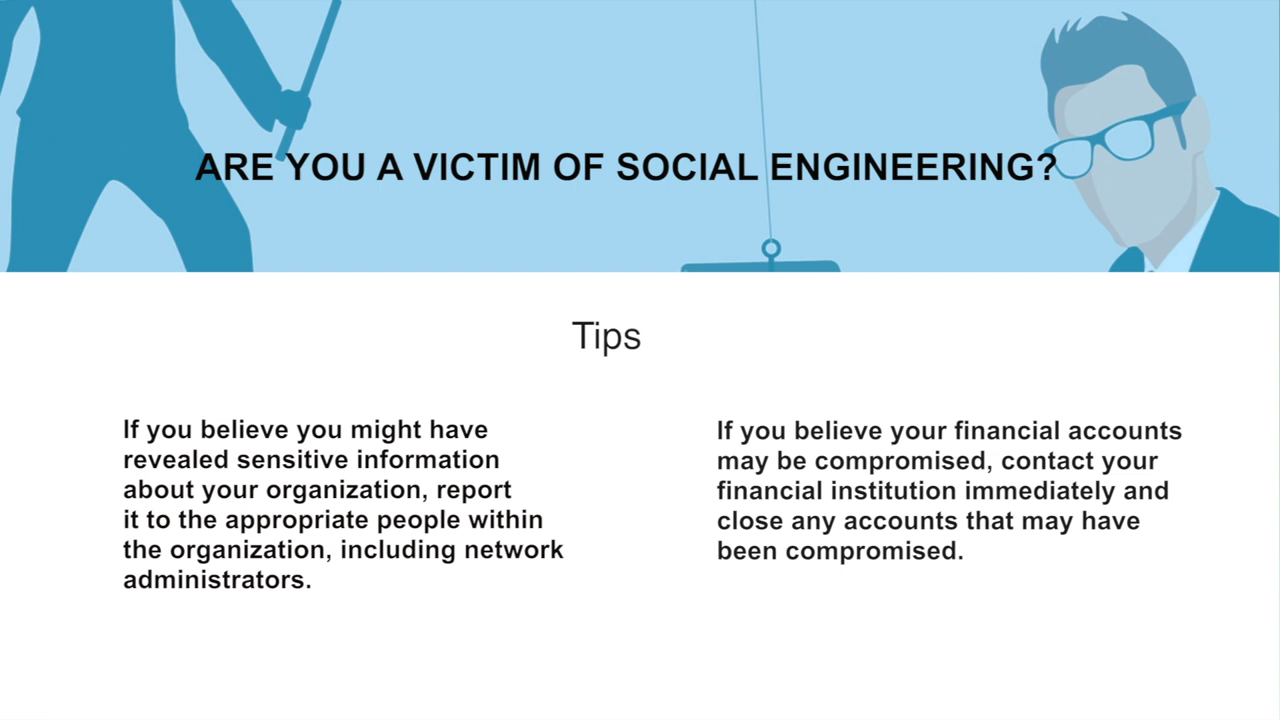 ARE YOU A VICTIM OF SOCIAL ENGINEERING?
Tips
If you believe you might have
revealed sensitive information
about your organization, report
it to the appropriate people within
the organization, including network
administrators.
If you believe your financial accounts
may be compromised, contact your
financial institution immediately and
close any accounts that may have
been compromised.